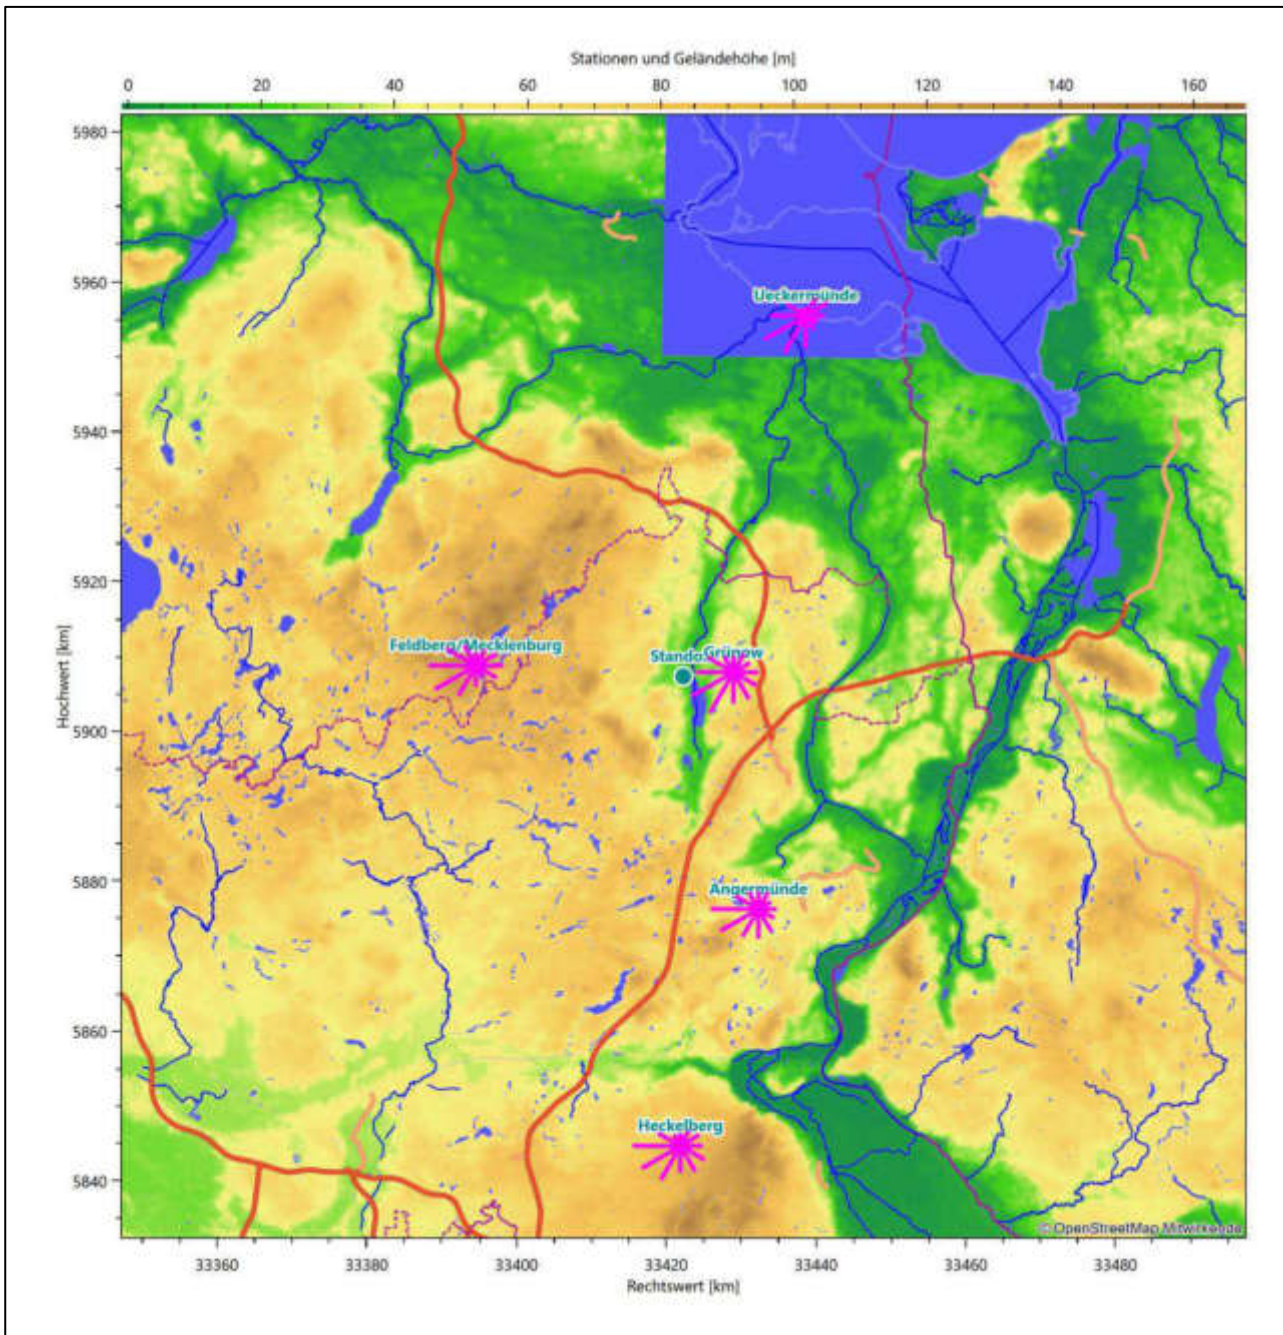 Stationen und Geländehöhe [m]
0 20 40 60 80 100 120 140 160
5980
5960
Ueckermünde
5940
5920
Feldberg/Mecklenburg
Stando Grünow
Hochwert [km]
5900
5880
Angermünde
5860
Heckelberg
5840
© OpenStreetMap Mitwirkende
33360 33380 33400 33420 33440 33460 33480
Rechtswert [km]